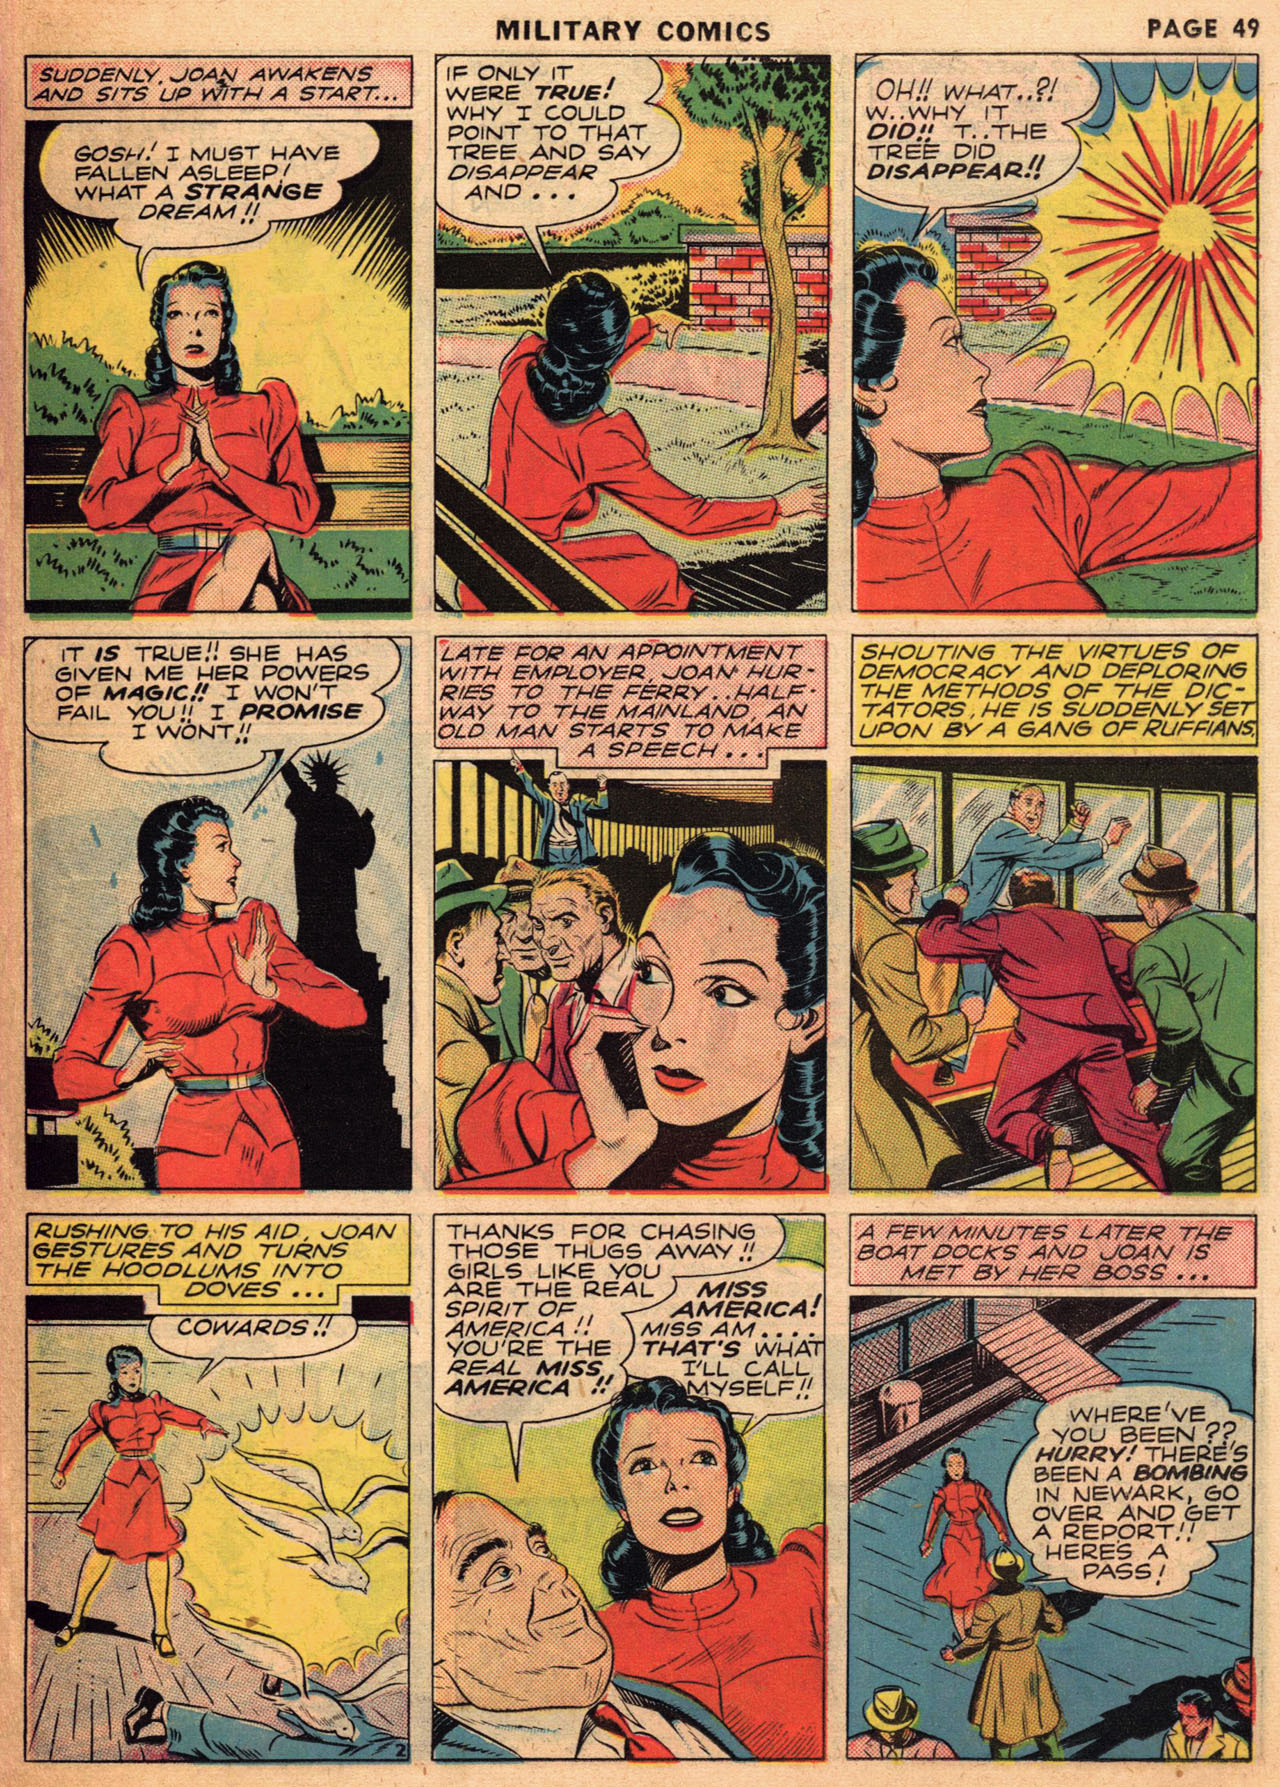 MILITARY COMICS
PAGE 49
SUDDENLY, JOAN AWAKENS
AND SITS UP WITH A START...
GOSH! I MUST HAVE
FALLEN ASLEEP!
WHAT A STRANGE
DREAM!!
IF ONLY IT
WERE TRUE!
WHY I COULD
POINT TO THAT
TREE AND SAY
DISAPPEAR
AND...
OH!! WHAT..?!
W..WHY IT
DID!! T..THE
TREE DID
DISAPPEAR!!
IT IS TRUE!! SHE HAS
GIVEN ME HER POWERS
OF MAGIC!! I WON'T
FAIL YOU!! I PROMISE
I WON'T!!
LATE FOR AN APPOINTMENT
WITH EMPLOYER, JOAN HUR-
RIES TO THE FERRY..HALF-
WAY TO THE MAINLAND, AN
OLD MAN STARTS TO MAKE
A SPEECH...
SHOUTING THE VIRTUES OF
DEMOCRACY AND DEPLORING
THE METHODS OF THE DIC-
TATORS, HE IS SUDDENLY SET
UPON BY A GANG OF RUFFIANS.
RUSHING TO HIS AID, JOAN
GESTURES AND TURNS
THE HOODLUMS INTO
DOVES...
COWARDS!!
2
THANKS FOR CHASING
THOSE THUGS AWAY!!
GIRLS LIKE YOU
ARE THE REAL
SPIRIT OF
AMERICA!!
YOU'RE THE
REAL MISS
AMERICA!!
MISS
AMERICA!
MISS AM....
THAT'S WHAT
I'LL CALL
MYSELF!!
A FEW MINUTES LATER THE
BOAT DOCKS AND JOAN IS
MET BY HER BOSS...
WHERE'VE
YOU BEEN??
HURRY! THERE'S
BEEN A BOMBING
IN NEWARK, GO
OVER AND GET
A REPORT!!
HERES A
PASS!